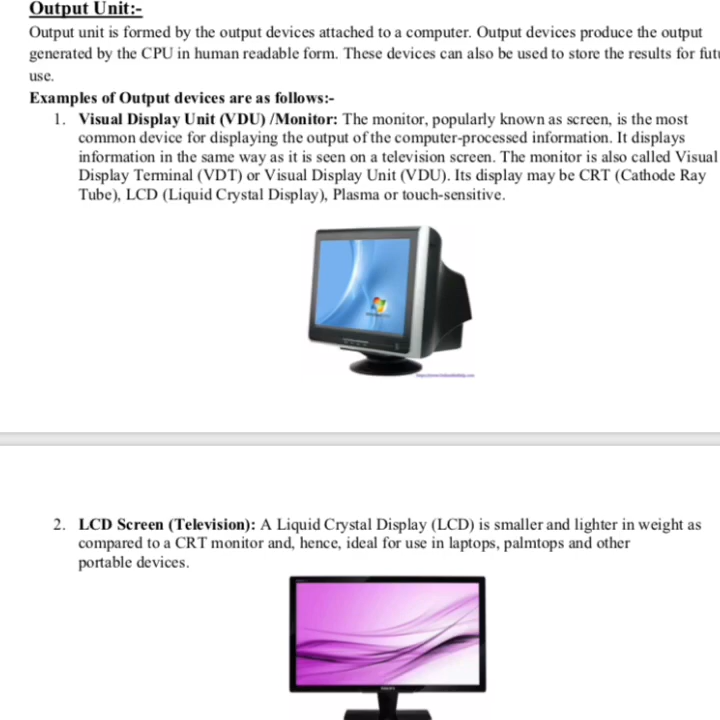 Output Unit:-
Output unit is formed by the output devices attached to a computer. Output devices produce the output
generated by the CPU in human readable form. These devices can also be used to store the results for futu
use.
Examples of Output devices are as follows:-
1. Visual Display Unit (VDU) /Monitor: The monitor, popularly known as screen, is the most
common device for displaying the output of the computer-processed information. It displays
information in the same way as it is seen on a television screen. The monitor is also called Visual
Display Terminal (VDT) or Visual Display Unit (VDU). Its display may be CRT (Cathode Ray
Tube), LCD (Liquid Crystal Display), Plasma or touch-sensitive.
2. LCD Screen (Television): A Liquid Crystal Display (LCD) is smaller and lighter in weight as
compared to a CRT monitor and, hence, ideal for use in laptops, palmtops and other
portable devices.